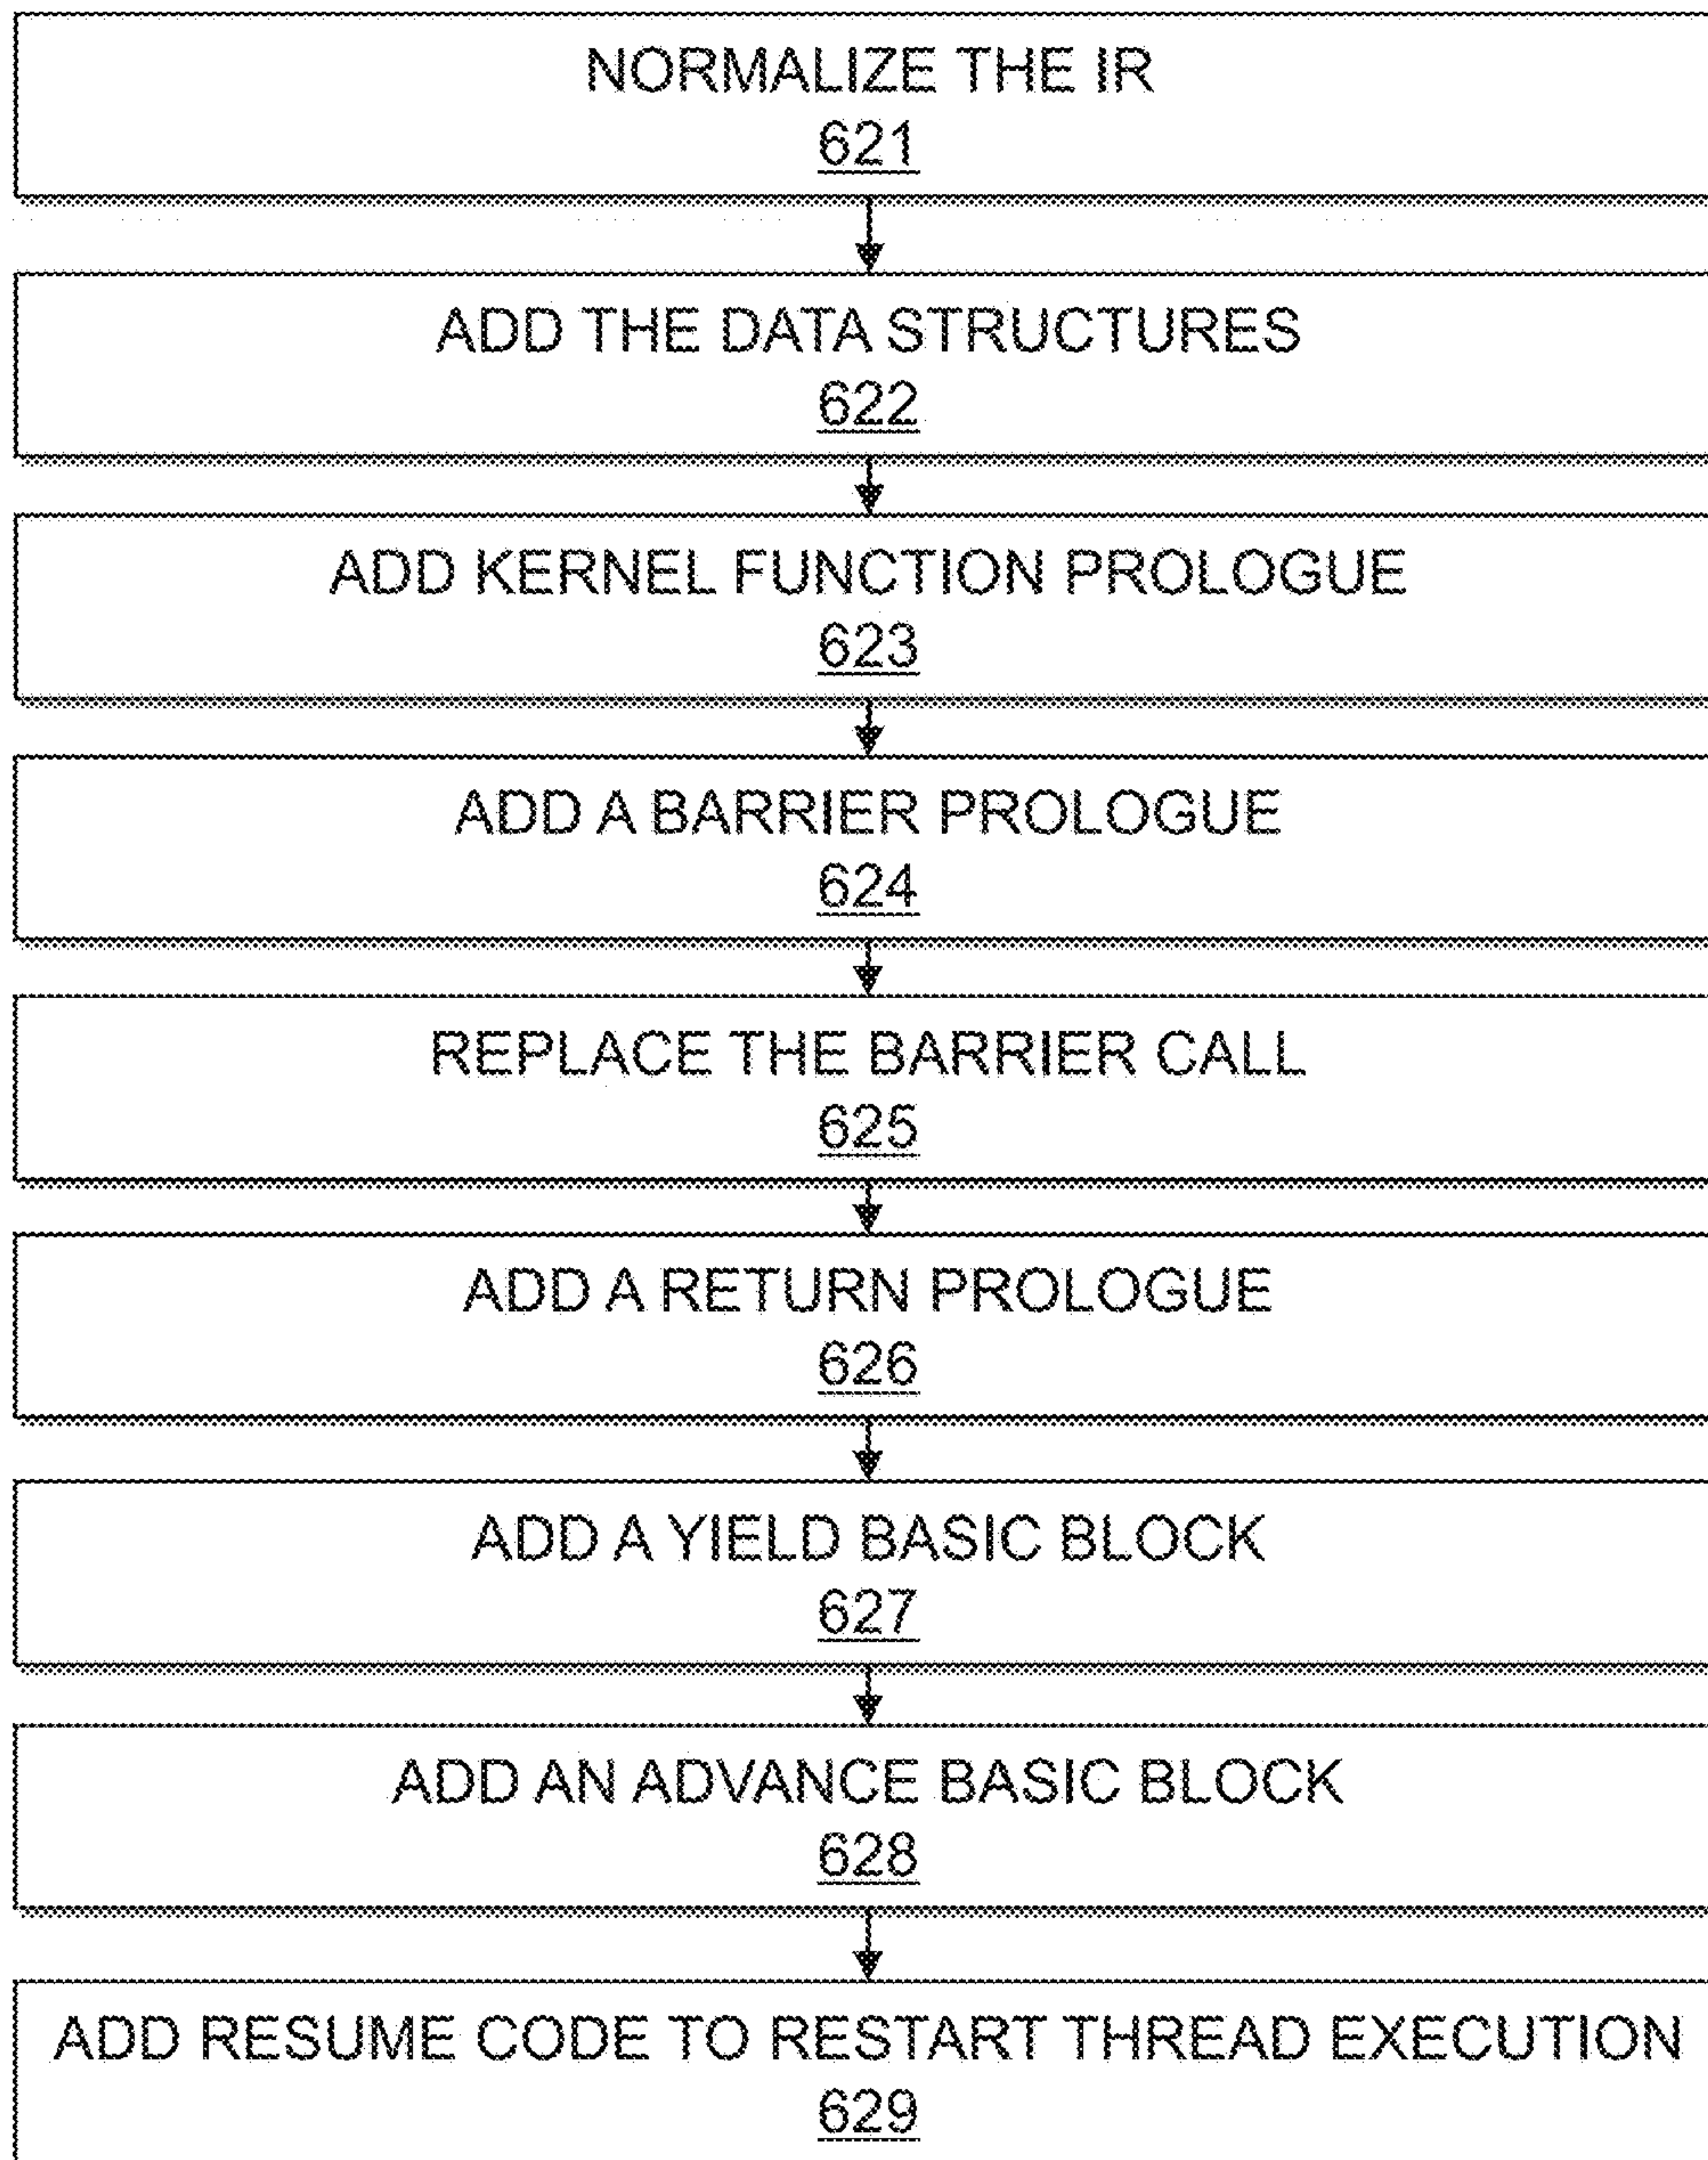 NORMALIZE THE IR
621
ADD THE DATA STRUCTURES
622
ADD KERNEL FUNCTION PROLOGUE
623
ADD A BARRIER PROLOGUE
624
REPLACE THE BARRIER CALL
625
ADD A RETURN PROLOGUE
626
ADD A YIELD BASIC BLOCK
627
ADD AN ADVANCE BASIC BLOCK
628
ADD RESUME CODE TO RESTART THREAD EXECUTION
629